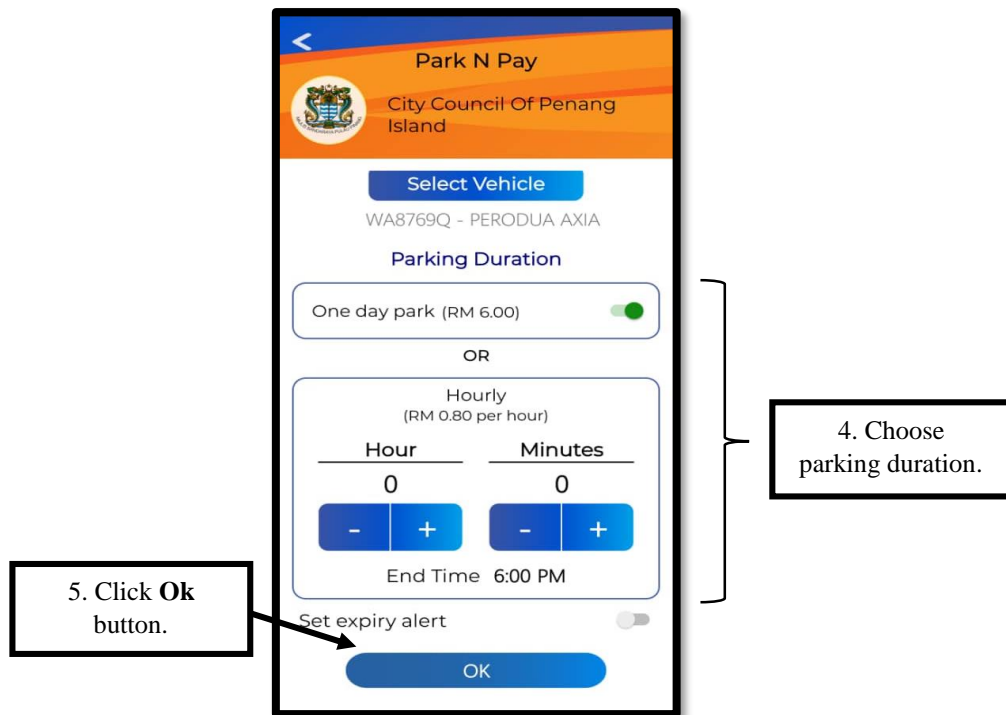 <
Park N Pay
City Council Of Penang
Island
Select Vehicle
WA8769Q - PERODUA AXIA
Parking Duration
One day park (RM 6.00)
OR
Hourly
(RM 0.80 per hour)
Hour Minutes
0 0
- + - +
End Time 6:00 PM
Set expiry alert
OK
4. Choose
parking duration.
5. Click Ok
button.